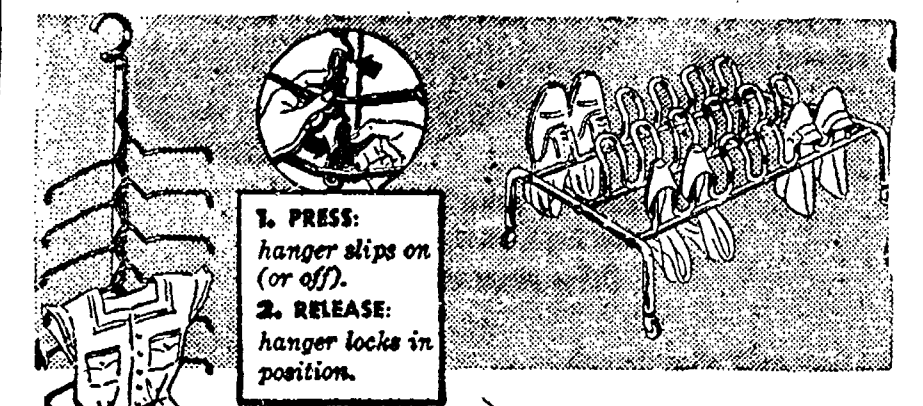 1. PRESS:
hanger slips on
(or off).
2. RELEASE:
hanger locks in
position.